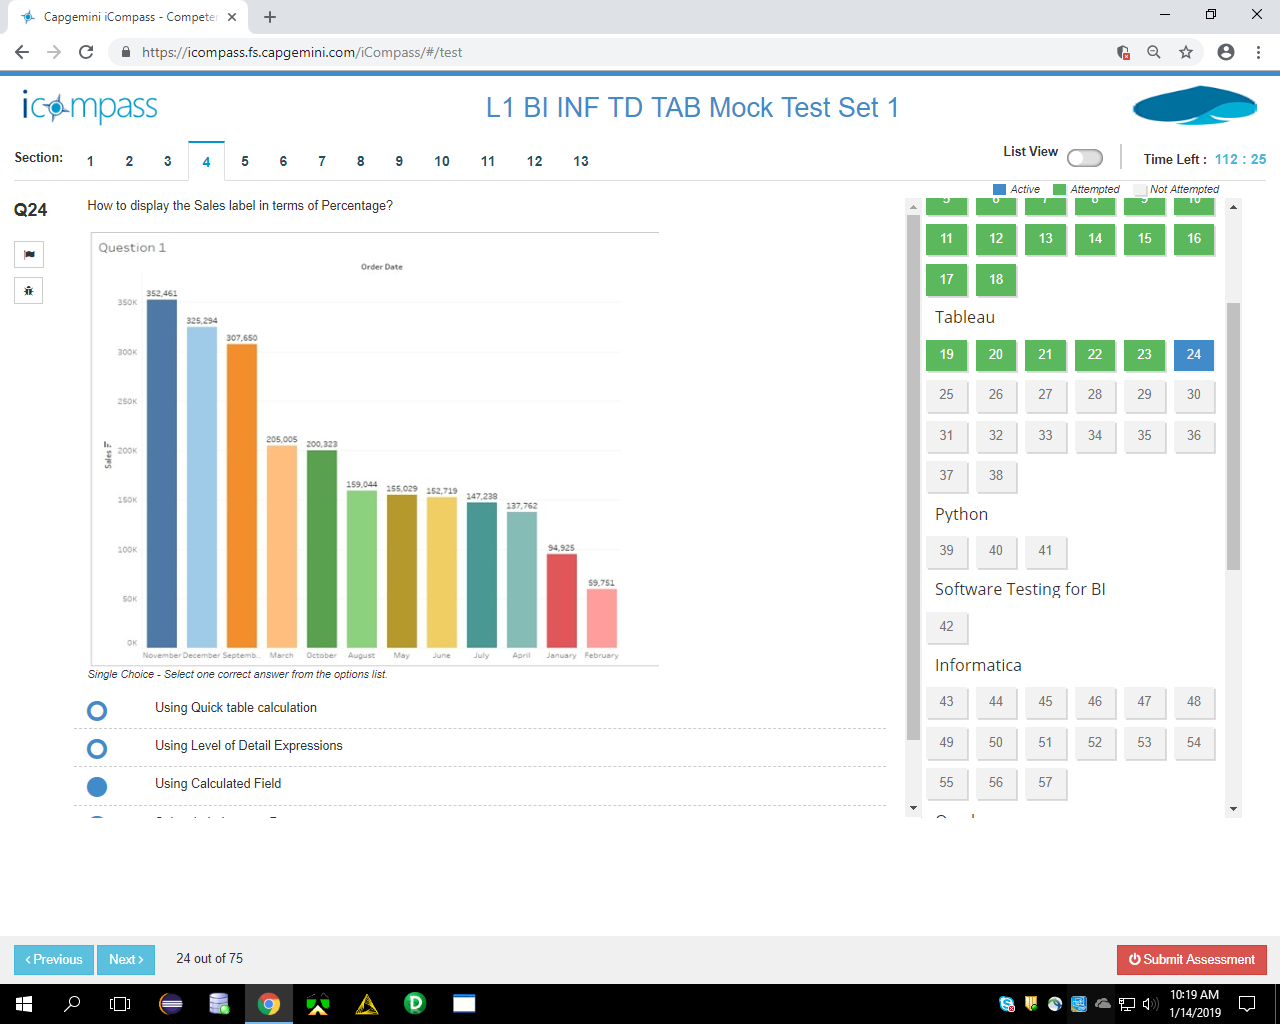 Capgemini iCompass - Competer
https://icompass.fs.capgemini.com/iCompass/#/test
icompass
L1 BI INF TD TAB Mock Test Set 1
Section:
1 2 3 4 5 6 7 8 9 10 11 12 13
List View
Time Left : 112 : 25
Active Attempted Not Attempted
Q24
How to display the Sales label in terms of Percentage?
Question 1
Order Date
350K
300K
250K
200K
150K
100K
50K
0K
Sales
352,461
325,294
307,650
205,005
200,323
159,044
155,029
152,719
147,238
137,762
94,925
59,751
November December Septemb.. March October August May June July April January February
Single Choice - Select one correct answer from the options list.
Using Quick table calculation
Using Level of Detail Expressions
Using Calculated Field
5 6 7 8 9 10
11 12 13 14 15 16
17 18
Tableau
19 20 21 22 23 24
25 26 27 28 29 30
31 32 33 34 35 36
37 38
Python
39 40 41
Software Testing for BI
42
Informatica
43 44 45 46 47 48
49 50 51 52 53 54
55 56 57
‹ Previous
Next ›
24 out of 75
Submit Assessment
10:19 AM
1/14/2019